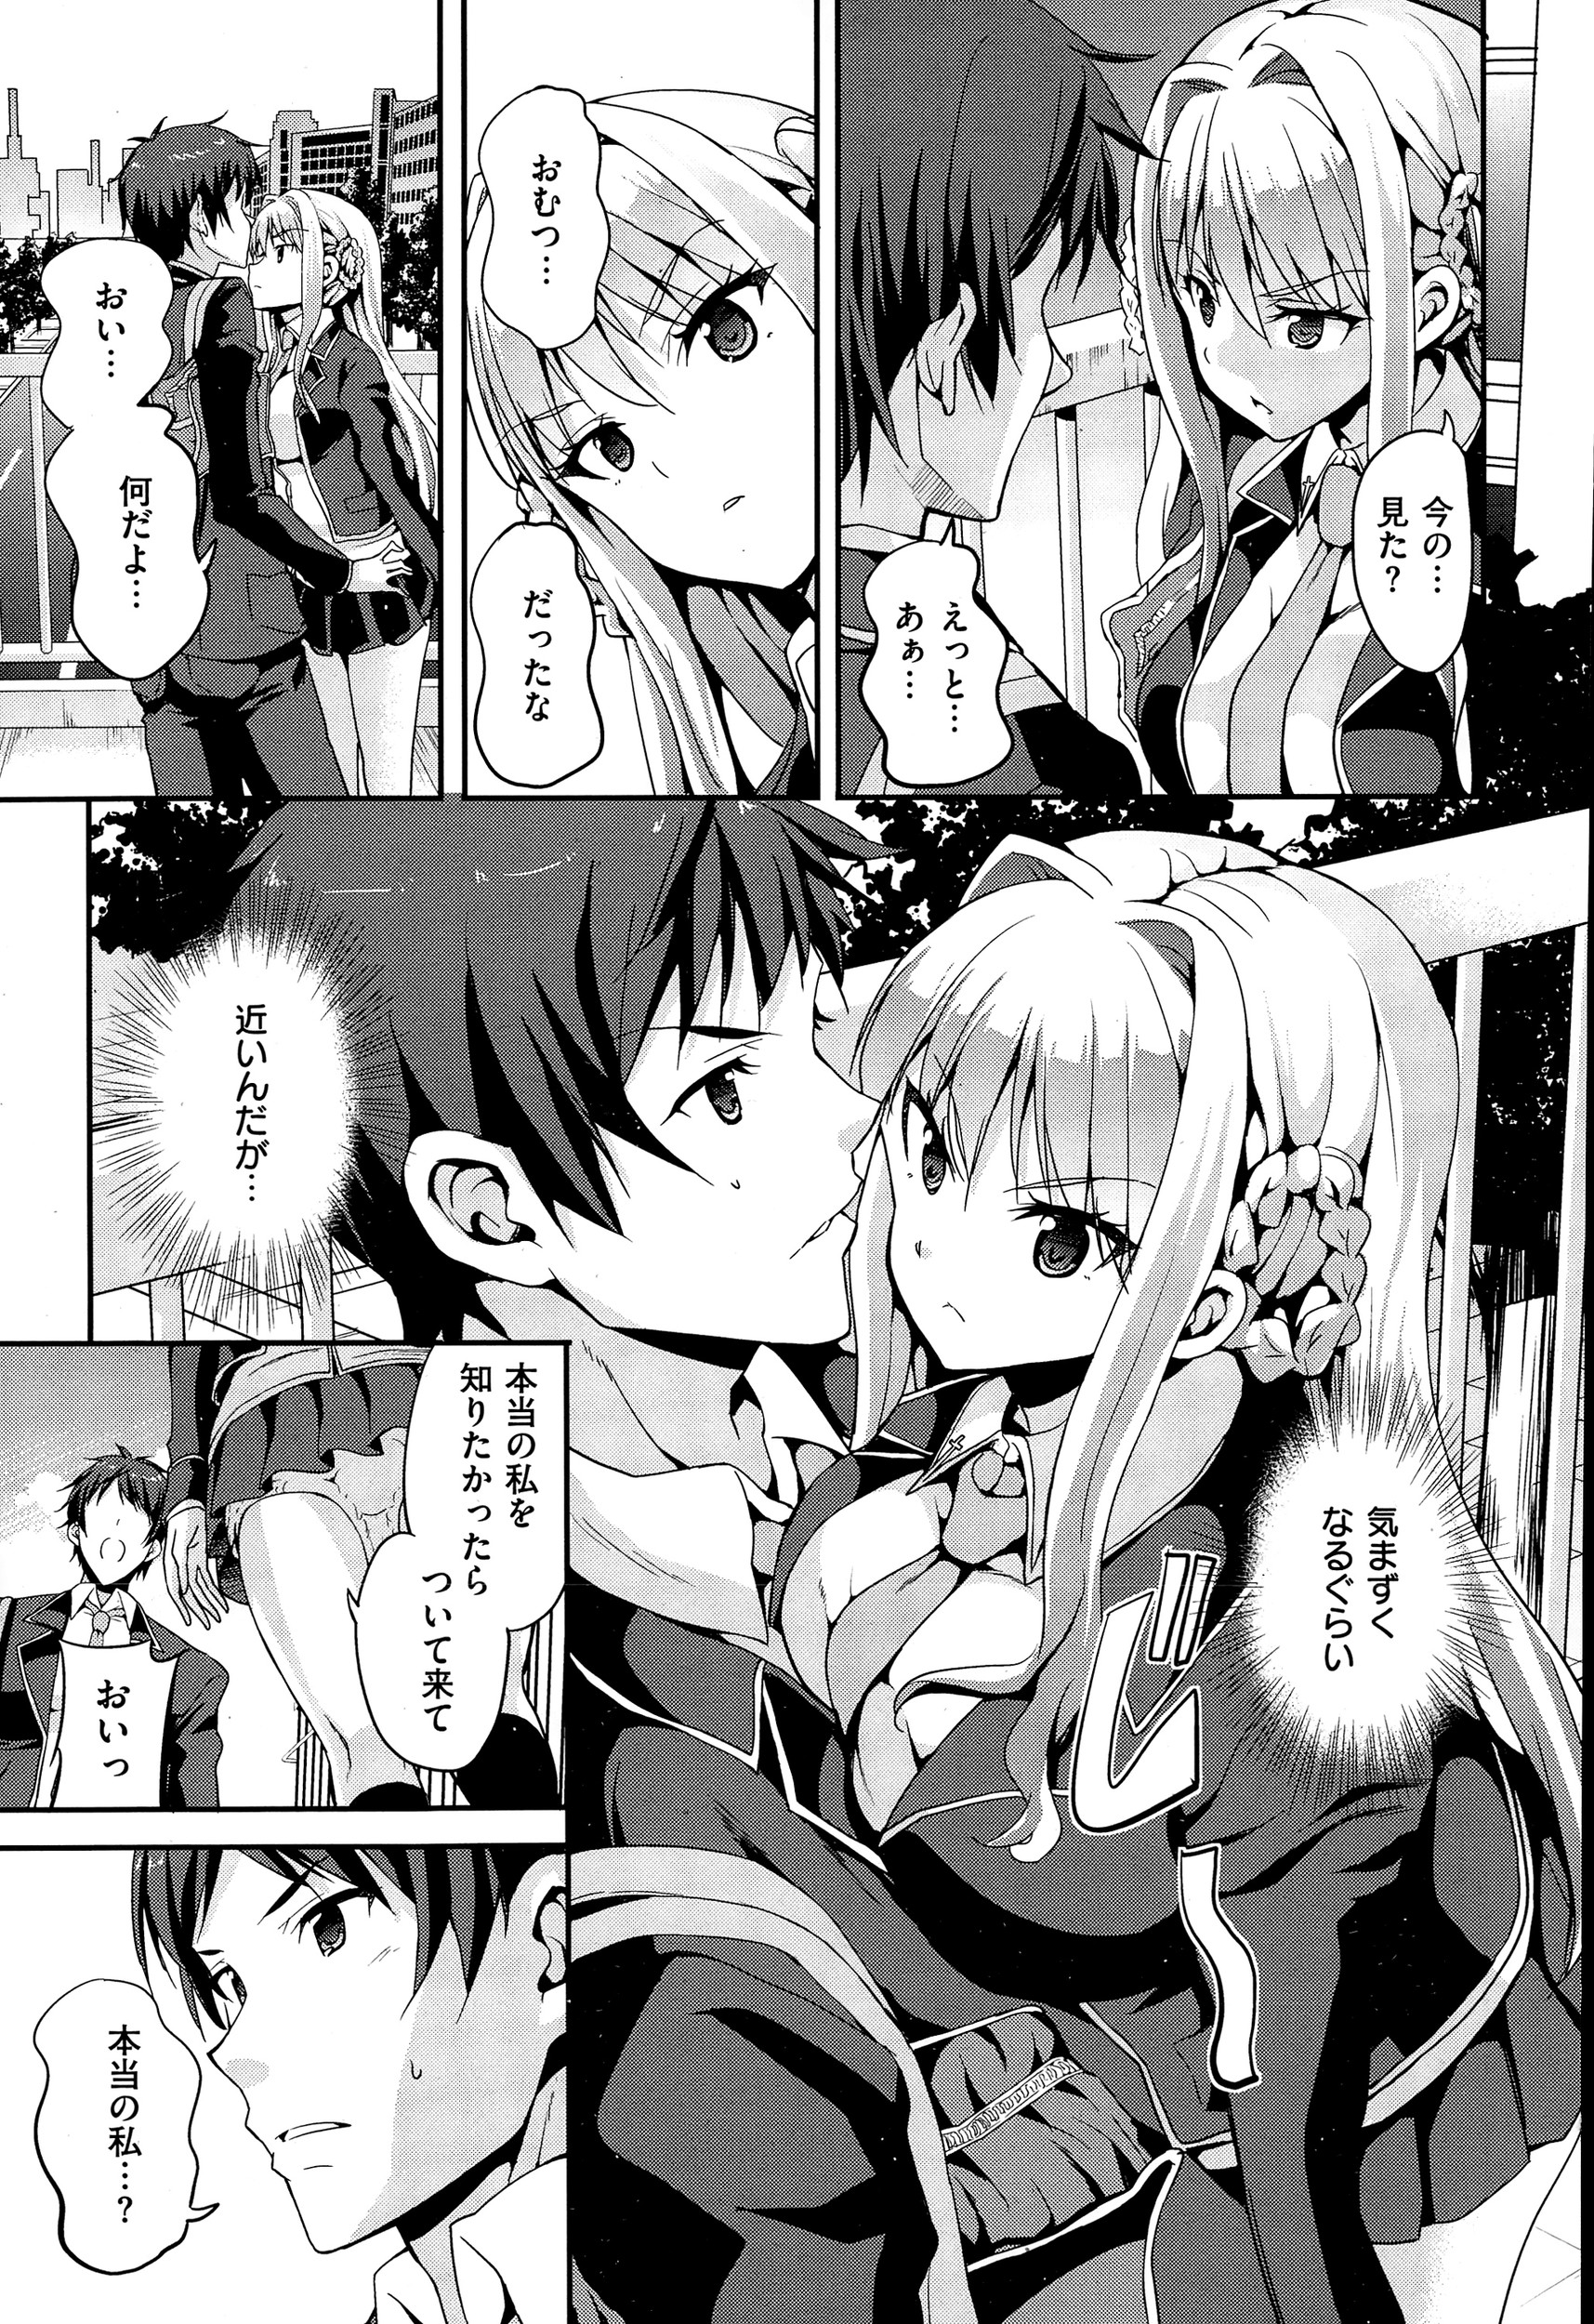 今の…
見た?
えっと…
あぁ…
おむつ…
だったな
おい…
何だよ…
近いんだが…
気まずく
なるぐらい
じー
本当の私を
知りたかったら
ついて来て
おいっ
本当の私…?